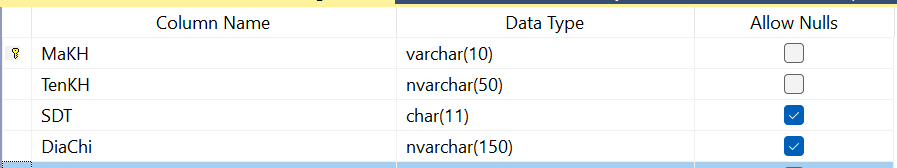 Column Name Data Type Allow Nulls
MaKH varchar(10)
TenKH nvarchar(50)
SDT char(11)
DiaChi nvarchar(150)